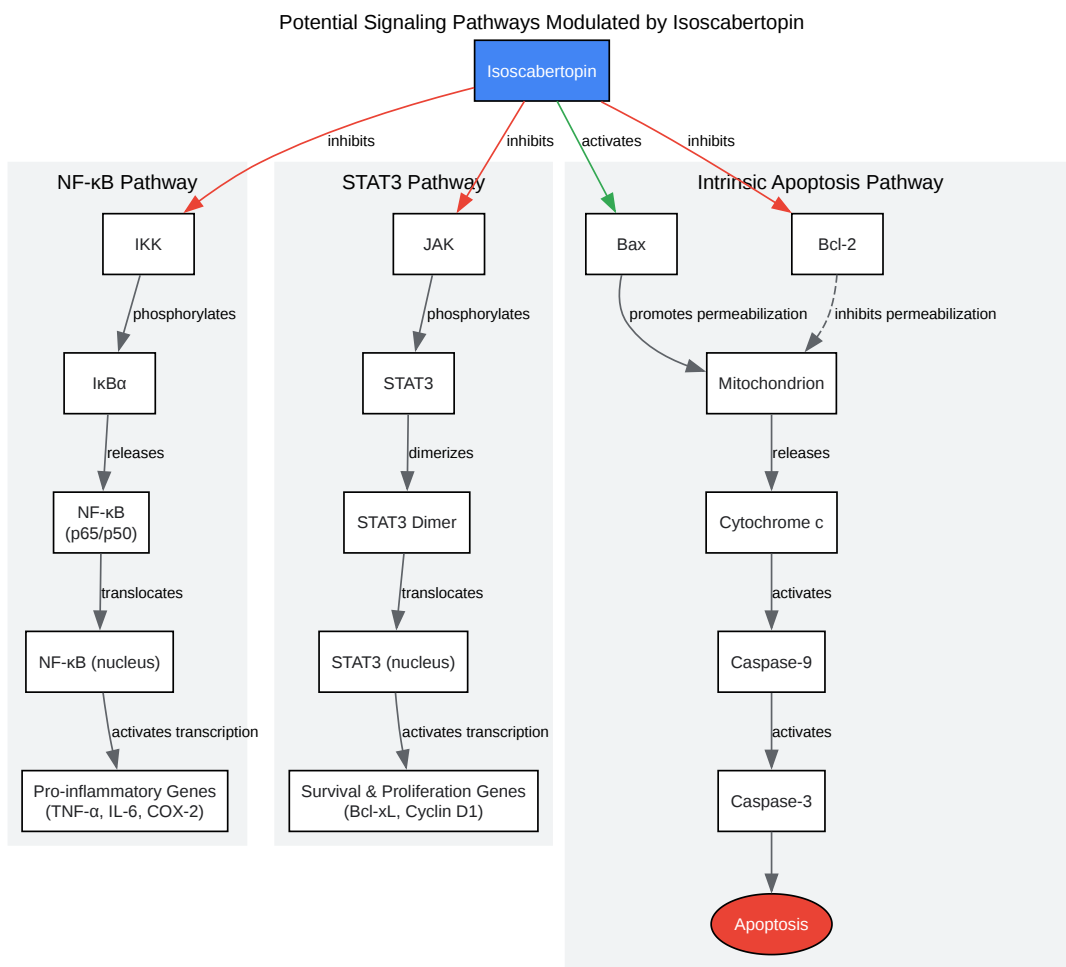 Potential Signaling Pathways Modulated by Isoscabertopin
Isoscabertopin
inhibits
inhibits
activates
inhibits
NF-κB Pathway
IKK
phosphorylates
IκBα
releases
NF-κB
(p65/p50)
translocates
NF-κB (nucleus)
activates transcription
Pro-inflammatory Genes
(TNF-α, IL-6, COX-2)
STAT3 Pathway
JAK
phosphorylates
STAT3
dimerizes
STAT3 Dimer
translocates
STAT3 (nucleus)
activates transcription
Survival & Proliferation Genes
(Bcl-xL, Cyclin D1)
Intrinsic Apoptosis Pathway
Bax
Bcl-2
promotes permeabilization
inhibits permeabilization
Mitochondrion
releases
Cytochrome c
activates
Caspase-9
activates
Caspase-3
Apoptosis